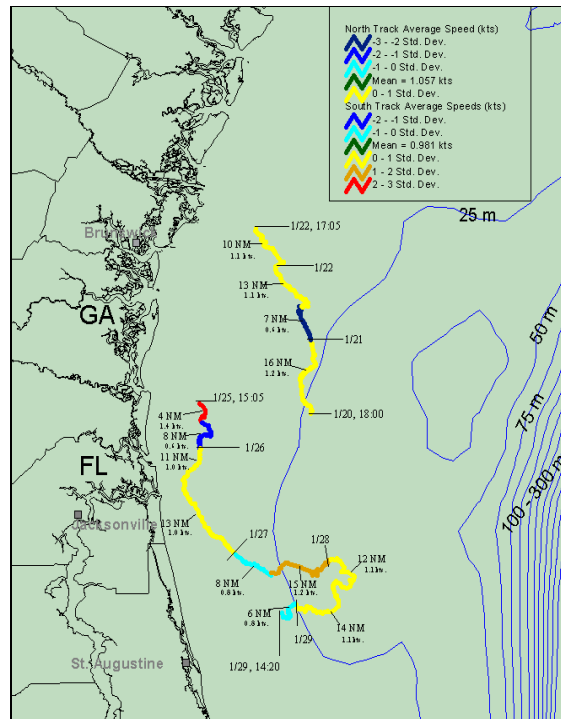 North Track Average Speed (kts)
-3 - -2 Std. Dev.
-2 - -1 Std. Dev.
-1 - 0 Std. Dev.
Mean = 1.057 kts
0 - 1 Std. Dev.
South Track Average Speeds (kts)
-2 - -1 Std. Dev.
-1 - 0 Std. Dev.
Mean = 0.981 kts
0 - 1 Std. Dev.
1 - 2 Std. Dev.
2 - 3 Std. Dev.
25 m
1/22, 17:05
Brunswick
10 NM
1.1 kts.
1/22
13 NM
1.1 kts.
GA
7 NM
0.6 kts.
1/21
50 m
16 NM
1.2 kts.
75 m
1/25, 15:05
1/20, 18:00
4 NM
1.4 kts.
8 NM
0.6 kts.
1/26
11 NM
1.0 kts.
FL
100 - 300 m
Jacksonville
13 NM
1.0 kts.
1/27
1/28
12 NM
1.1 kts.
8 NM
0.8 kts.
15 NM
1.2 kts.
6 NM
0.8 kts.
14 NM
1.1 kts.
1/29
St. Augustine
1/29, 14:20